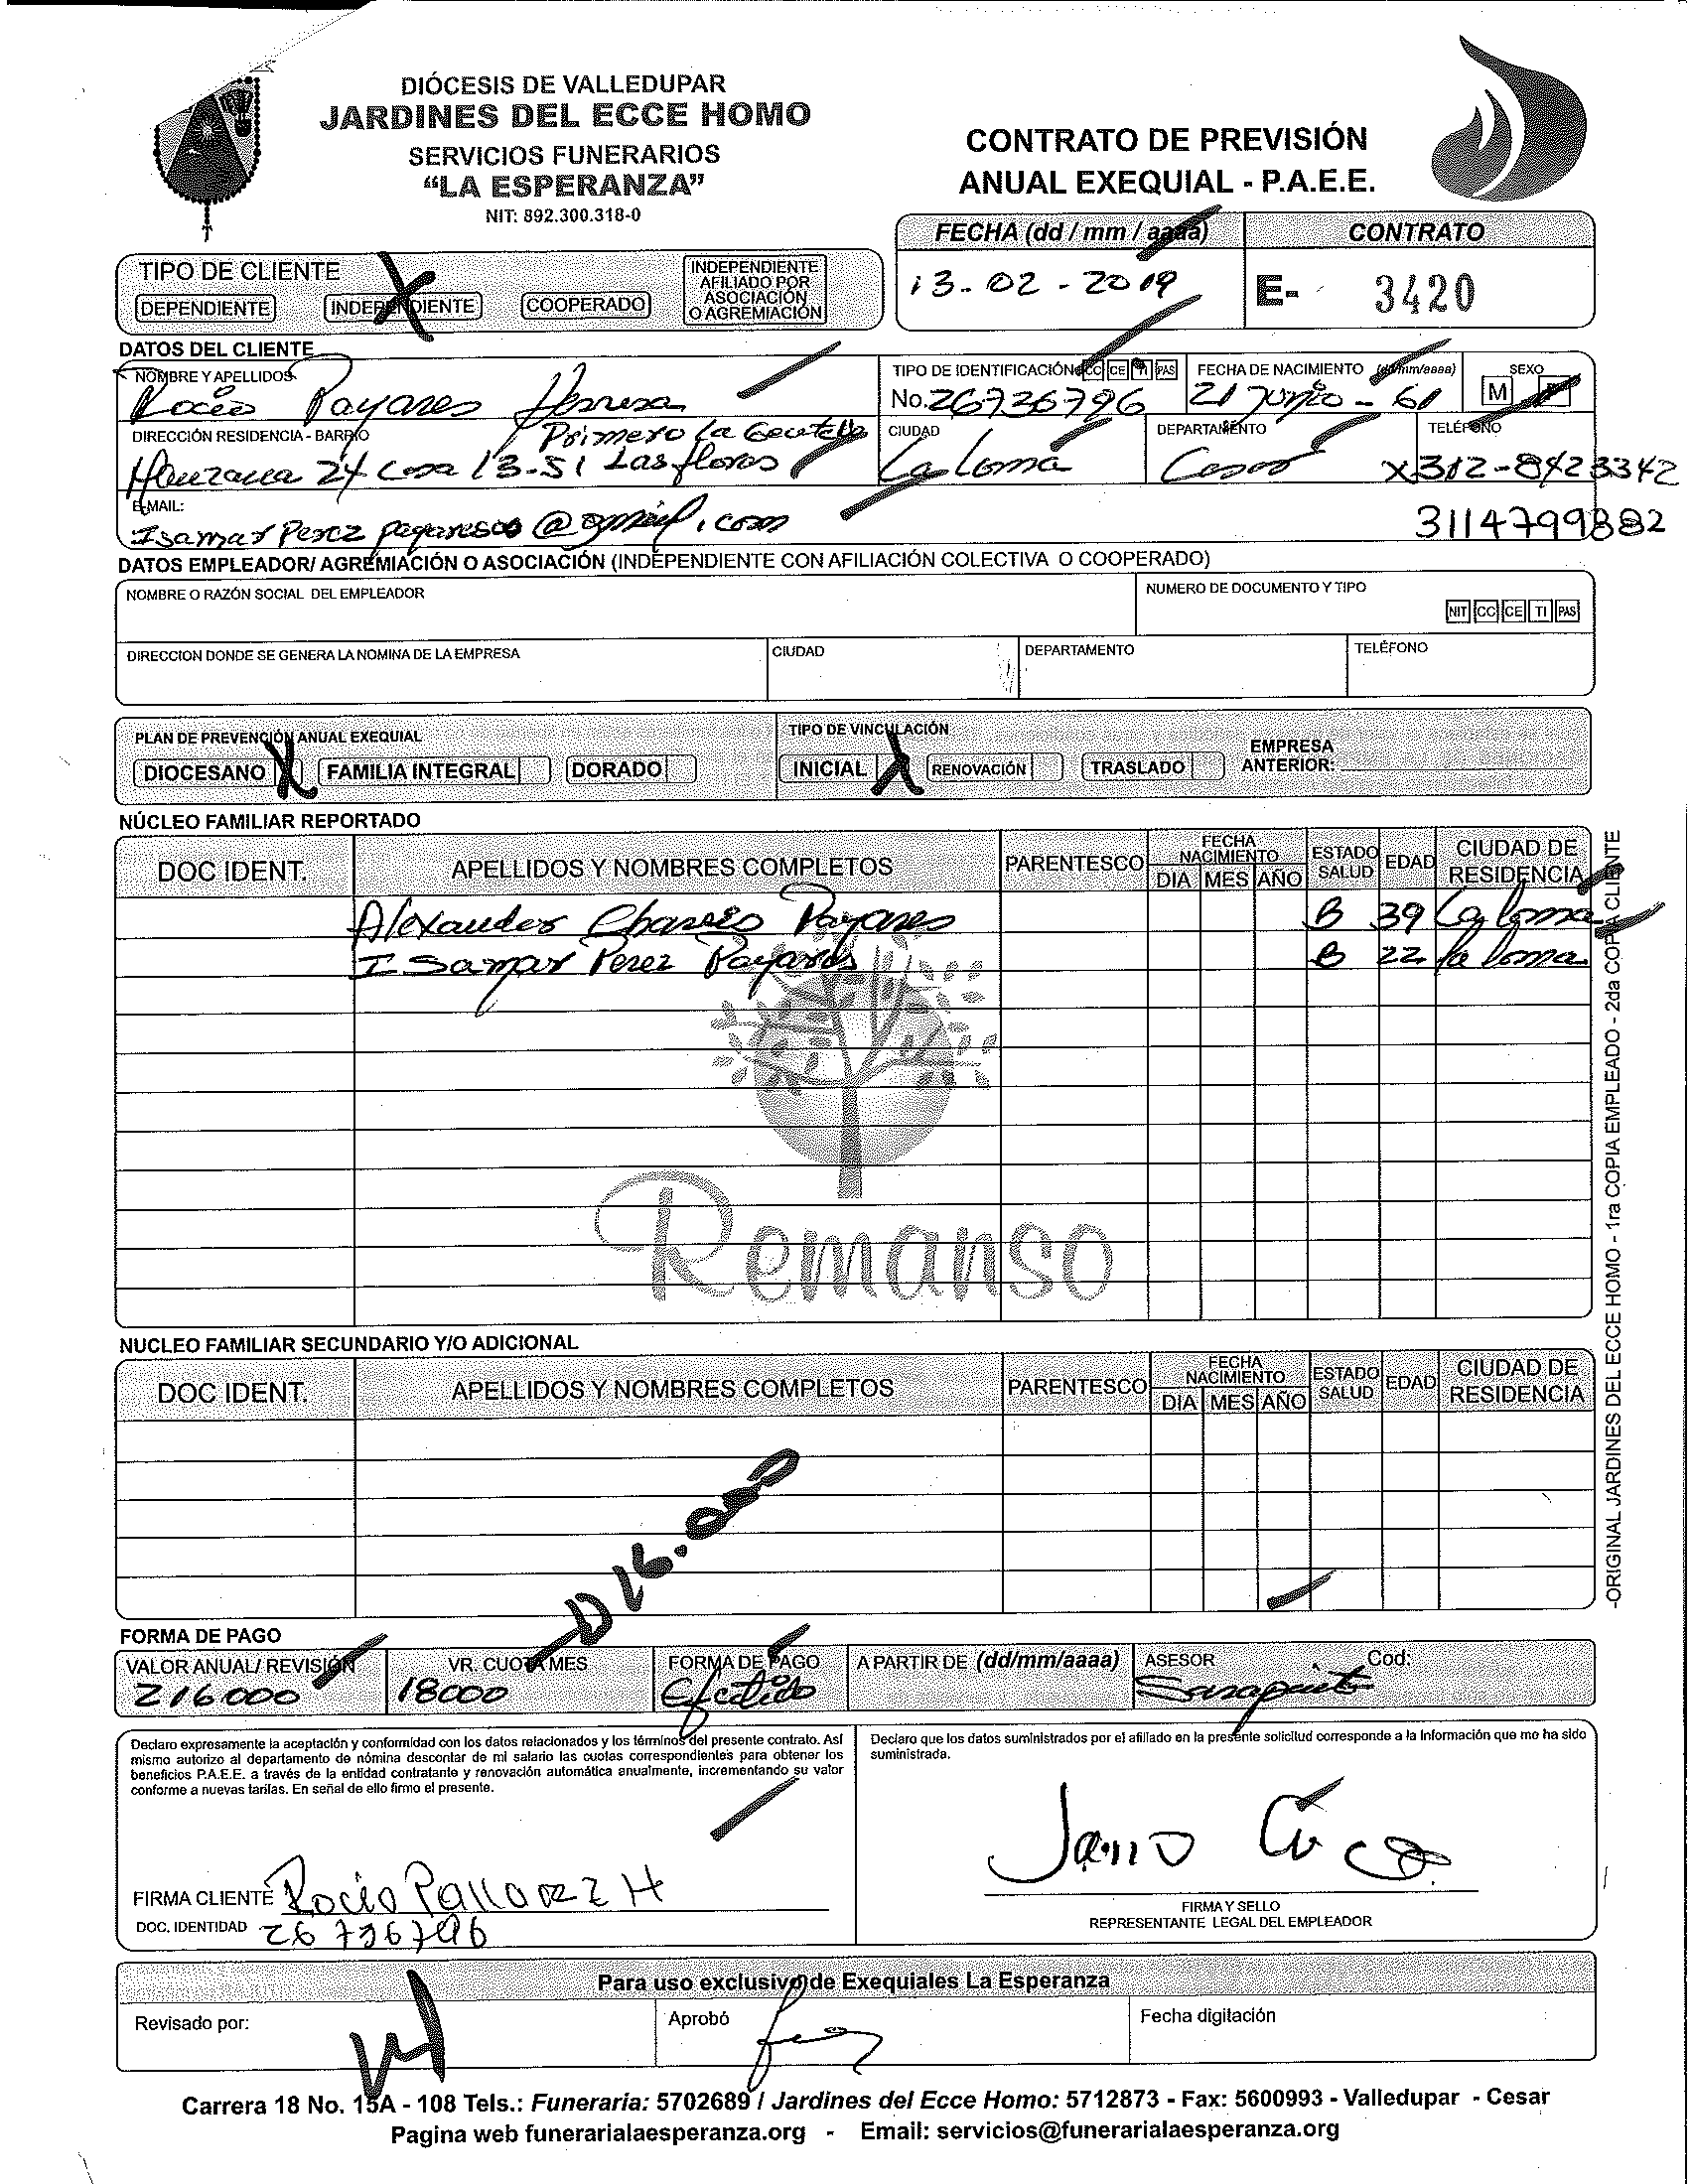 DIÓCESIS DE VALLEDUPAR
JARDINES DEL ECCE HOMO
SERVICIOS FUNERARIOS
“LA ESPERANZA”
NIT: 892.300.318-0
CONTRATO DE PREVISIÓN
ANUAL EXEQUIAL - P.A.E.E.
FECHA (dd / mm / aaaa) CONTRATO
13-02-2019 E- 3420
TIPO DE CLIENTE
DEPENDIENTE INDEPENDIENTE COOPERADO INDEPENDIENTE AFILIADO POR ASOCIACIÓN O AGREMIACIÓN
DATOS DEL CLIENTE
NOMBRE Y APELLIDOS TIPO DE IDENTIFICACIÓN CC CE TI PAS FECHA DE NACIMIENTO (dd/mm/aaaa) SEXO
Rocio Payares Herrera No. 26736796 21 Junio - 61 M
DIRECCIÓN RESIDENCIA - BARRIO CIUDAD DEPARTAMENTO TELÉFONO
Primero La
Manzana 24 casa 13-51 Las flores La Loma Cesar x312-8423342
E-MAIL:
Isamar Perez @gmail.com 3114799882
DATOS EMPLEADOR/ AGREMIACIÓN O ASOCIACIÓN (INDEPENDIENTE CON AFILIACIÓN COLECTIVA O COOPERADO)
NOMBRE O RAZÓN SOCIAL DEL EMPLEADOR NUMERO DE DOCUMENTO Y TIPO
NIT CC CE TI PAS
DIRECCION DONDE SE GENERA LA NOMINA DE LA EMPRESA CIUDAD DEPARTAMENTO TELÉFONO
PLAN DE PREVENCIÓN ANUAL EXEQUIAL TIPO DE VINCULACIÓN
DIOCESANO X FAMILIA INTEGRAL DORADO INICIAL X RENOVACIÓN TRASLADO EMPRESA ANTERIOR:
NÚCLEO FAMILIAR REPORTADO
DOC IDENT. APELLIDOS Y NOMBRES COMPLETOS PARENTESCO FECHA NACIMIENTO DIA MES AÑO ESTADO SALUD EDAD CIUDAD DE RESIDENCIA
Alexander Charris Payares B 39 La loma
Isamar Perez Payares B 22 la loma
Remanso
NUCLEO FAMILIAR SECUNDARIO Y/O ADICIONAL
DOC IDENT. APELLIDOS Y NOMBRES COMPLETOS PARENTESCO FECHA NACIMIENTO DIA MES AÑO ESTADO SALUD EDAD CIUDAD DE RESIDENCIA
16.000
-ORIGINAL JARDINES DEL ECCE HOMO - 1ra COPIA EMPLEADO - 2da COPIA CLIENTE
FORMA DE PAGO
VALOR ANUAL/ REVISIÓN VR. CUOTA MES FORMA DE PAGO A PARTIR DE (dd/mm/aaaa) ASESOR Cod:
216000 18000 Efectivo
Declaro expresamente la aceptación y conformidad con los datos relacionados y los términos del presente contrato. Así
mismo autorizo al departamento de nómina descontar de mi salario las cuotas correspondientes para obtener los
beneficios P.A.E.E. a través de la entidad contratante y renovación automática anualmente, incrementando su valor
conforme a nuevas tarifas. En señal de ello firmo el presente.
Declaro que los datos suministrados por el afiliado en la presente solicitud corresponde a la información que me ha sido
suministrada.
FIRMA CLIENTE Rocio Pallarez H
DOC. IDENTIDAD 26736796
FIRMA Y SELLO
REPRESENTANTE LEGAL DEL EMPLEADOR
Para uso exclusivo de Exequiales La Esperanza
Revisado por: Aprobó Fecha digitación
Carrera 18 No. 15A - 108 Tels.: Funeraria: 5702689 / Jardines del Ecce Homo: 5712873 - Fax: 5600993 - Valledupar - Cesar
Pagina web funerarialaesperanza.org - Email: servicios@funerarialaesperanza.org